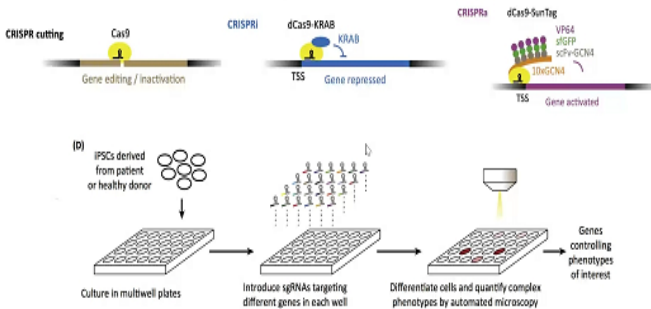 CRISPR cutting
Cas9
Gene editing / inactivation
CRISPRi
dCas9-KRAB
KRAB
TSS
Gene repressed
CRISPRa
dCas9-SunTag
VP64
sfGFP
scFv-GCN4
10xGCN4
TSS
Gene activated
(D)
iPSCs derived
from patient
or healthy donor
Culture in multiwell plates
Introduce sgRNAs targeting
different genes in each well
Differentiate cells and quantify complex
phenotypes by automated microscopy
Genes
controlling
phenotypes
of interest